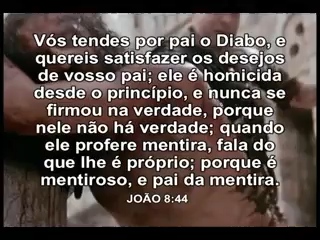 Vós tendes por pai o Diabo, e
quereis satisfazer os desejos
de vosso pai; ele é homicida
desde o princípio, e nunca se
firmou na verdade, porque
nele não há verdade; quando
ele profere mentira, fala do
que lhe é próprio; porque é
mentiroso, e pai da mentira.
JOÃO 8:44